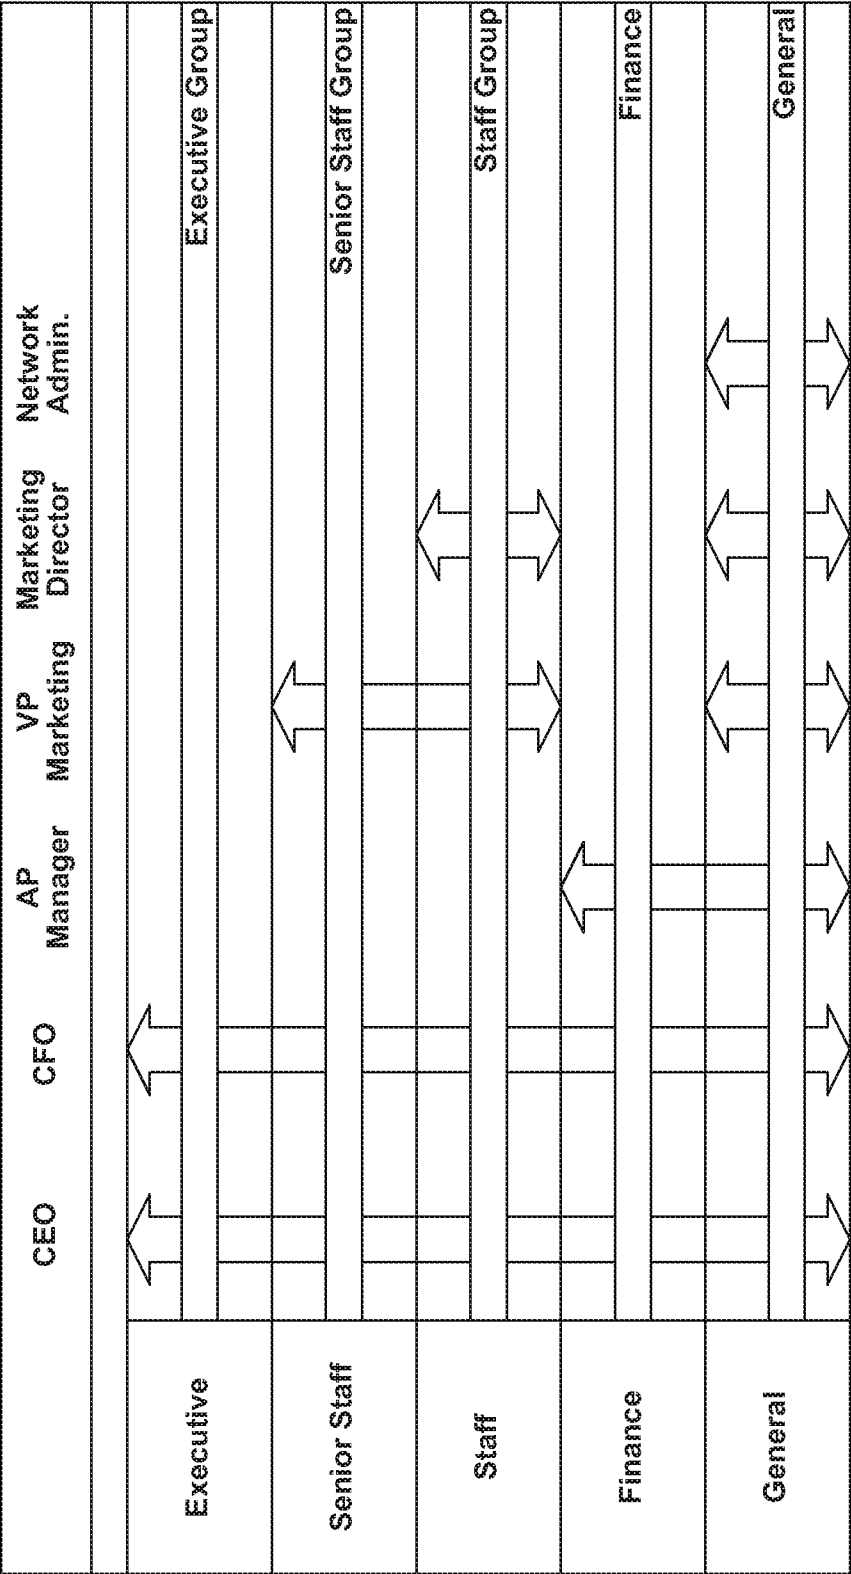 CEO
CFO
AP
Manager
VP
Marketing
Marketing
Director
Network
Admin.
Executive
Executive Group
Senior Staff
Senior Staff Group
Staff
Staff Group
Finance
Finance
General
General